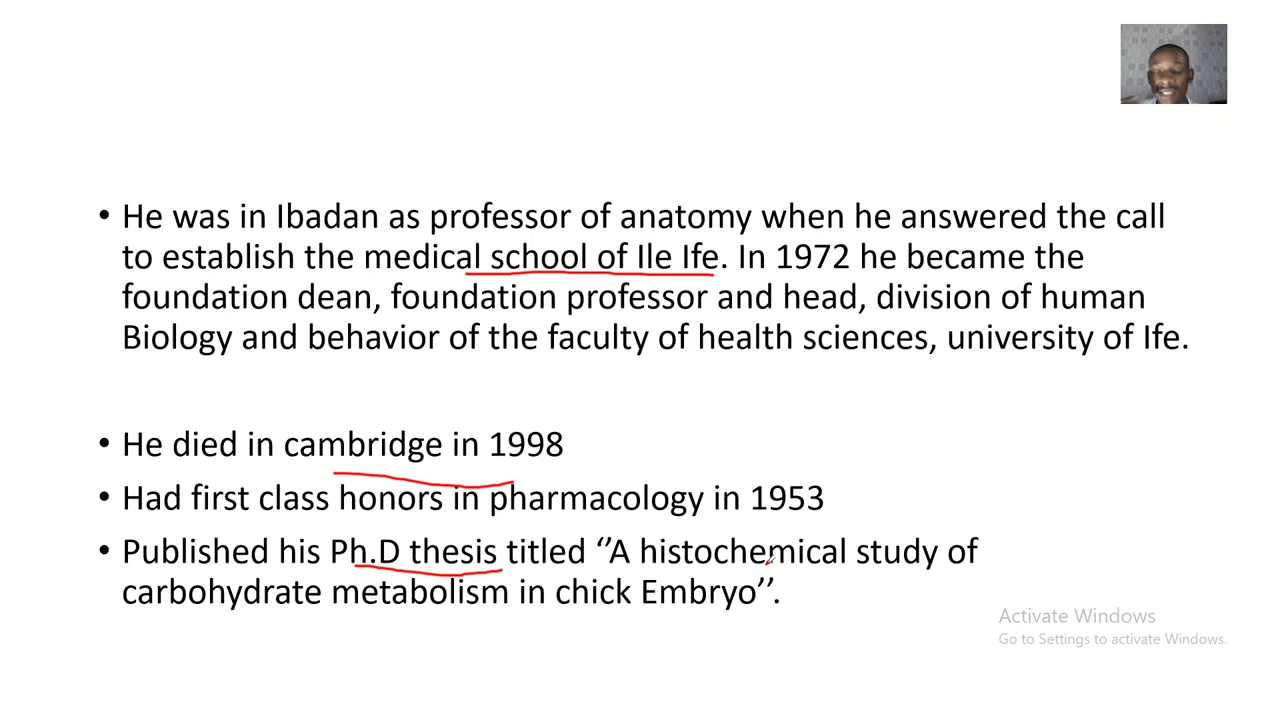 • He was in Ibadan as professor of anatomy when he answered the call
to establish the medical school of Ile Ife. In 1972 he became the
foundation dean, foundation professor and head, division of human
Biology and behavior of the faculty of health sciences, university of Ife.
• He died in cambridge in 1998
• Had first class honors in pharmacology in 1953
• Published his Ph.D thesis titled ‘’A histochemical study of
carbohydrate metabolism in chick Embryo’’.
Activate Windows
Go to Settings to activate Windows.